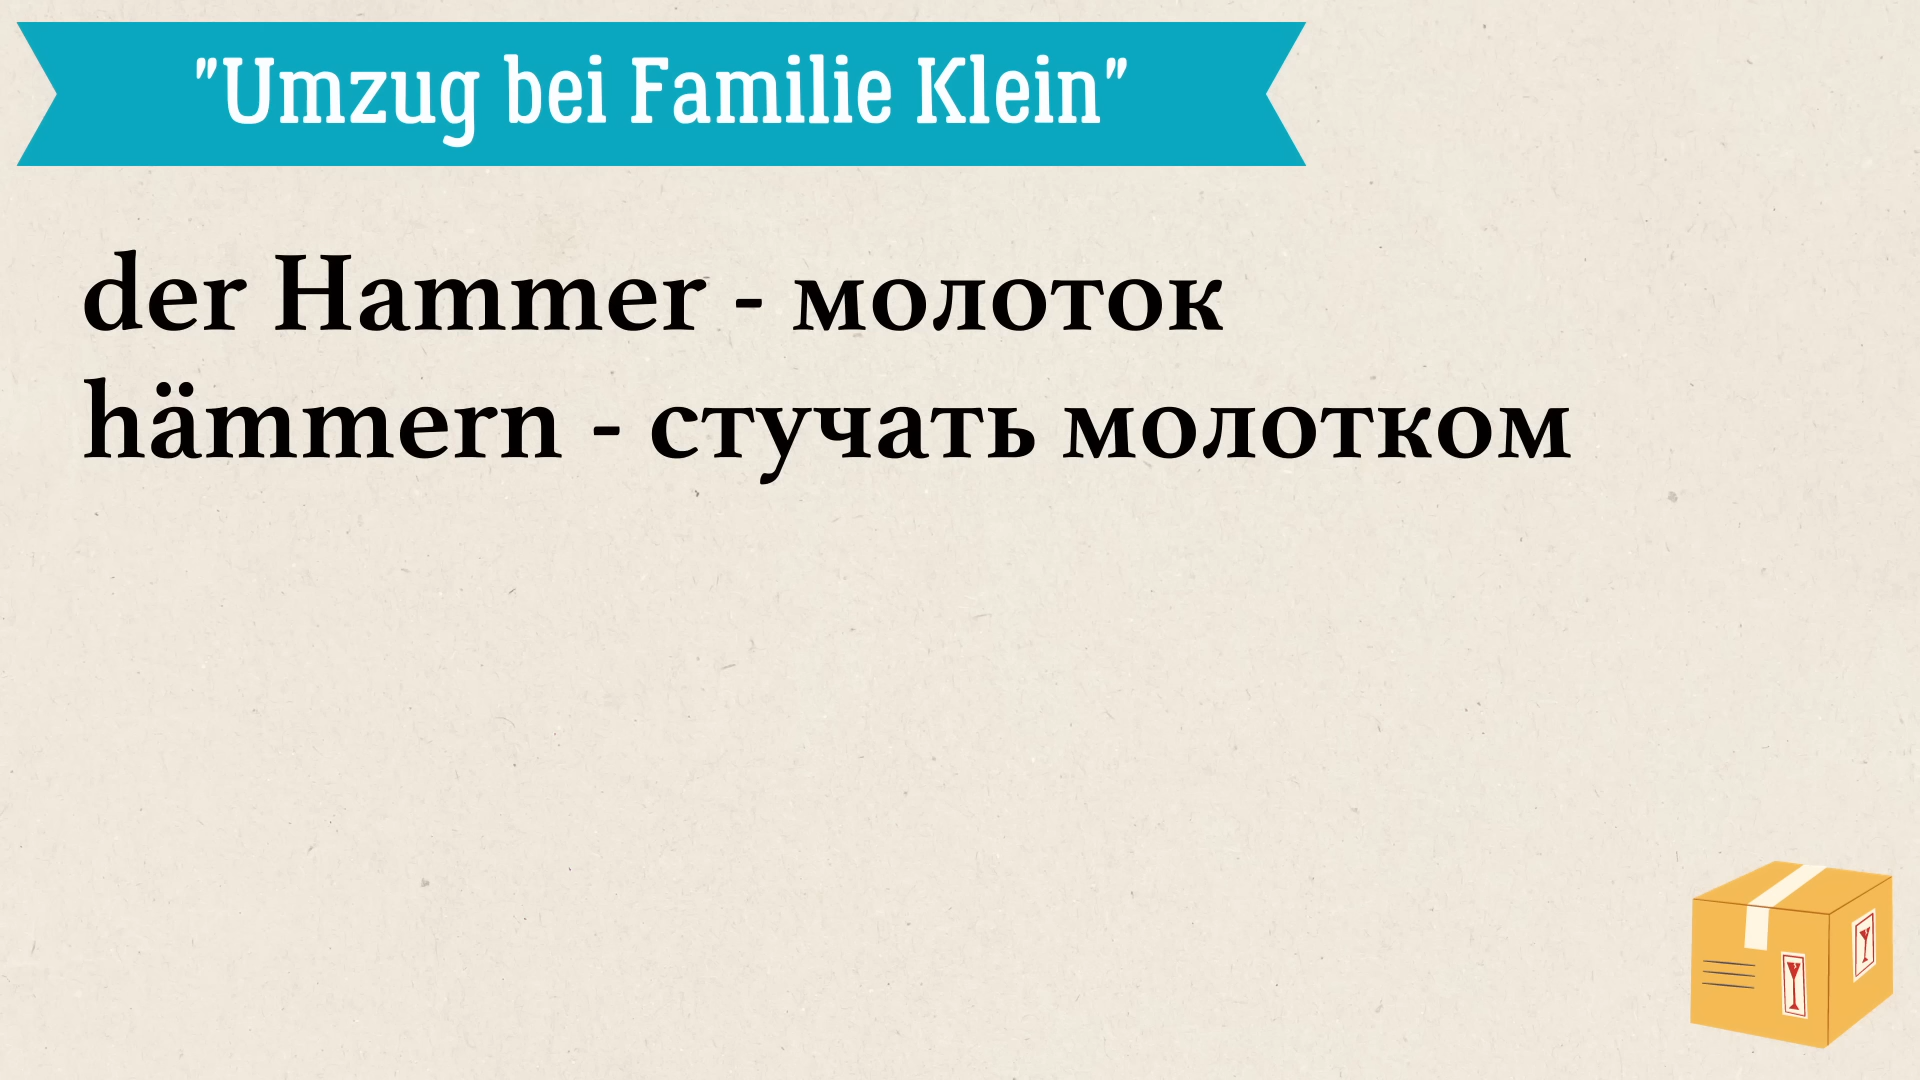 "Umzug bei Familie Klein"
der Hammer - молоток
hämmern - стучать молотком